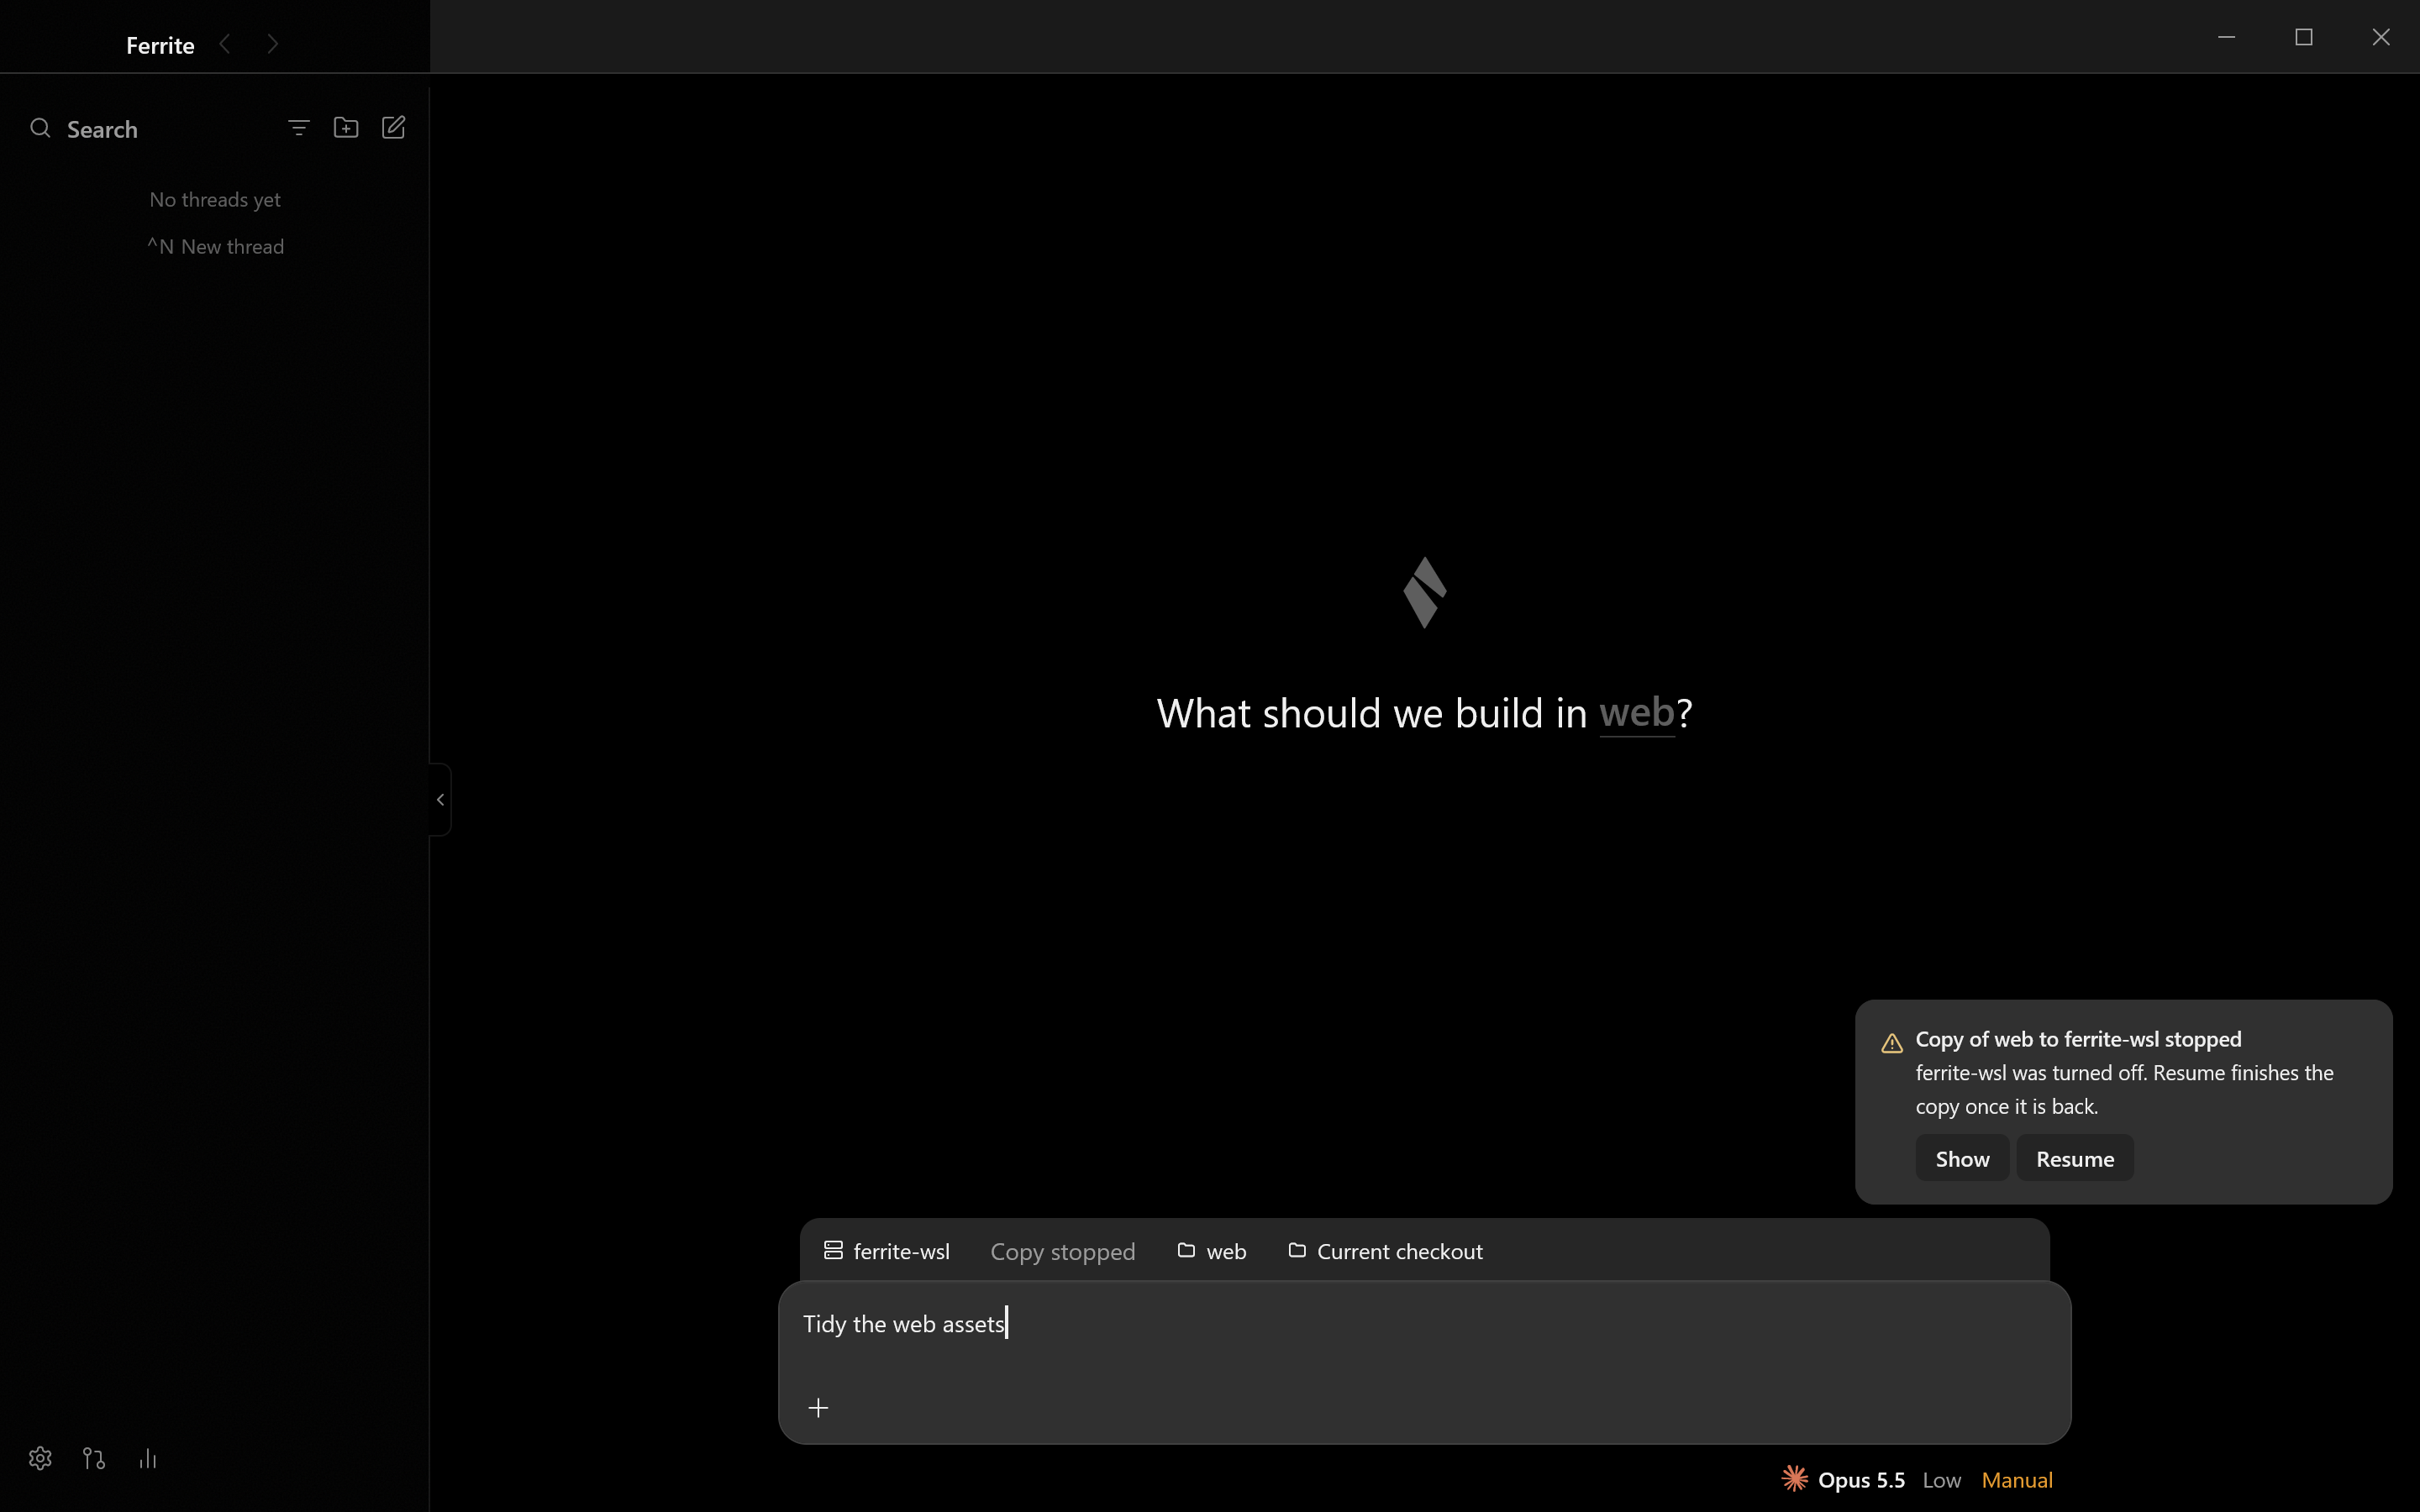 Ferrite
Search
No threads yet
^N New thread
What should we build in web?
Copy of web to ferrite-wsl stopped
ferrite-wsl was turned off. Resume finishes the
copy once it is back.
Show Resume
ferrite-wsl Copy stopped web Current checkout
Tidy the web assets
Opus 5.5 Low Manual